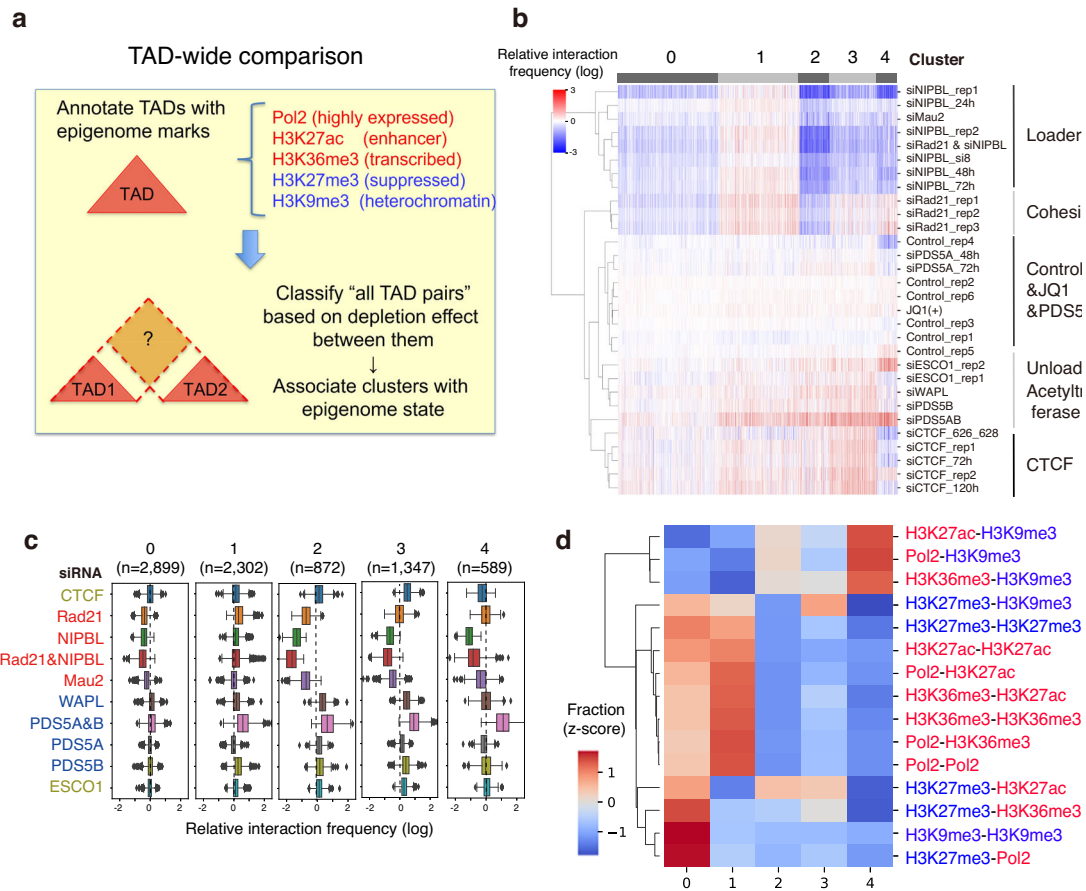 a
TAD-wide comparison
Annotate TADs with
epigenome marks
Pol2 (highly expressed)
H3K27ac (enhancer)
H3K36me3 (transcribed)
H3K27me3 (suppressed)
H3K9me3 (heterochromatin)
TAD
?
TAD1
TAD2
Classify “all TAD pairs”
based on depletion effect
between them
↓
Associate clusters with
epigenome state
b
Relative interaction
frequency (log)
3
0
-3
0 1 2 3 4 Cluster
siNIPBL_rep1
siNIPBL_24h
siMau2
siNIPBL_rep2
siRad21 & siNIPBL
siNIPBL_si8
siNIPBL_48h
siNIPBL_72h
siRad21_rep1
siRad21_rep2
siRad21_rep3
Control_rep4
siPDS5A_48h
siPDS5A_72h
Control_rep2
Control_rep6
JQ1(+)
Control_rep3
Control_rep1
Control_rep5
siESCO1_rep2
siESCO1_rep1
siWAPL
siPDS5B
siPDS5AB
siCTCF_626_628
siCTCF_rep1
siCTCF_72h
siCTCF_rep2
siCTCF_120h
Loader
Cohesi
Control
&JQ1
&PDS5
Unload
Acetyltr
ferase
CTCF
c
siRNA
0 1 2 3 4
(n=2,899) (n=2,302) (n=872) (n=1,347) (n=589)
CTCF
Rad21
NIPBL
Rad21&NIPBL
Mau2
WAPL
PDS5A&B
PDS5A
PDS5B
ESCO1
-2 0 2 -2 0 2 -2 0 2 -2 0 2 -2 0 2
Relative interaction frequency (log)
d
Fraction
(z-score)
1
0
−1
H3K27ac-H3K9me3
Pol2-H3K9me3
H3K36me3-H3K9me3
H3K27me3-H3K9me3
H3K27me3-H3K27me3
H3K27ac-H3K27ac
Pol2-H3K27ac
H3K36me3-H3K27ac
H3K36me3-H3K36me3
Pol2-H3K36me3
Pol2-Pol2
H3K27me3-H3K27ac
H3K27me3-H3K36me3
H3K9me3-H3K9me3
H3K27me3-Pol2
0 1 2 3 4